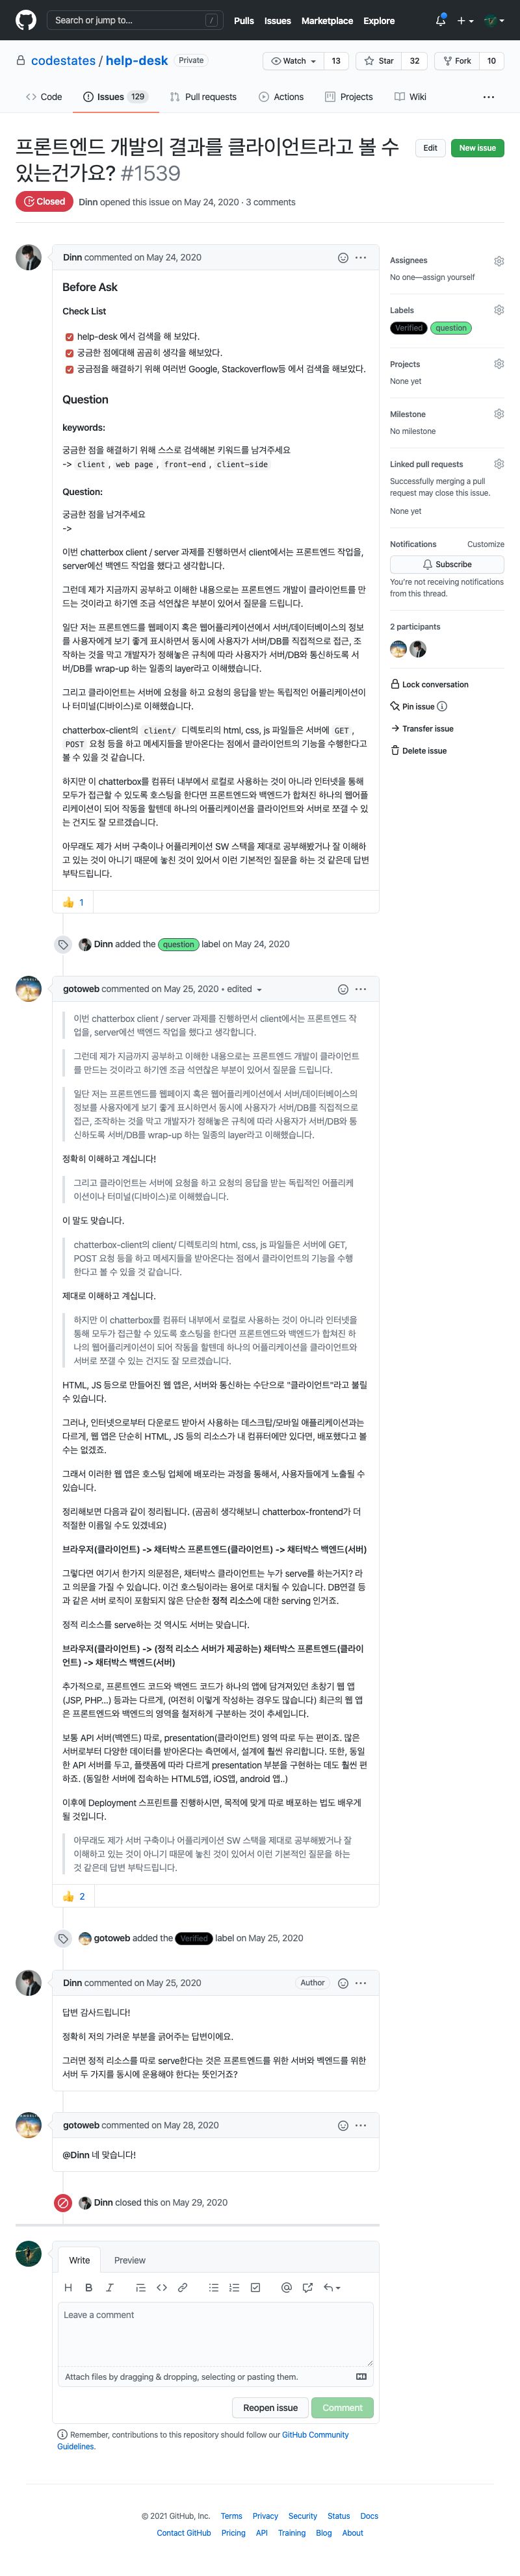 Search or jump to...
/
Pulls Issues Marketplace Explore
codestates / help-desk Private
Watch 13 Star 32 Fork 10
Code Issues 129 Pull requests Actions Projects Wiki
프론트엔드 개발의 결과를 클라이언트라고 볼 수
있는건가요? #1539
Edit New issue
Closed Dinn opened this issue on May 24, 2020 · 3 comments
Dinn commented on May 24, 2020
Before Ask
Check List
help-desk 에서 검색을 해 보았다.
궁금한 점에대해 곰곰히 생각을 해보았다.
궁금점을 해결하기 위해 여러번 Google, Stackoverflow등 에서 검색을 해보았다.
Question
keywords:
궁금한 점을 해결하기 위해 스스로 검색해본 키워드를 남겨주세요
-> client , web page , front-end , client-side
Question:
궁금한 점을 남겨주세요
->
이번 chatterbox client / server 과제를 진행하면서 client에서는 프론트엔드 작업을,
server에선 백엔드 작업을 했다고 생각합니다.
그런데 제가 지금까지 공부하고 이해한 내용으로는 프론트엔드 개발이 클라이언트를 만
드는 것이라고 하기엔 조금 석연찮은 부분이 있어서 질문을 드립니다.
일단 저는 프론트엔드를 웹페이지 혹은 웹어플리케이션에서 서버/데이터베이스의 정보
를 사용자에게 보기 좋게 표시하면서 동시에 사용자가 서버/DB를 직접적으로 접근, 조
작하는 것을 막고 개발자가 정해놓은 규칙에 따라 사용자가 서버/DB와 통신하도록 서
버/DB를 wrap-up 하는 일종의 layer라고 이해했습니다.
그리고 클라이언트는 서버에 요청을 하고 요청의 응답을 받는 독립적인 어플리케이션이
나 터미널(디바이스)로 이해했습니다.
chatterbox-client의 client/ 디렉토리의 html, css, js 파일들은 서버에 GET ,
POST 요청 등을 하고 메세지들을 받아온다는 점에서 클라이언트의 기능을 수행한다고
볼 수 있을 것 같습니다.
하지만 이 chatterbox를 컴퓨터 내부에서 로컬로 사용하는 것이 아니라 인터넷을 통해
모두가 접근할 수 있도록 호스팅을 한다면 프론트엔드와 백엔드가 합쳐진 하나의 웹어플
리케이션이 되어 작동을 할텐데 하나의 어플리케이션을 클라이언트와 서버로 쪼갤 수 있
는 건지도 잘 모르겠습니다.
아무래도 제가 서버 구축이나 어플리케이션 SW 스택을 제대로 공부해봤거나 잘 이해하
고 있는 것이 아니기 때문에 놓친 것이 있어서 이런 기본적인 질문을 하는 것 같은데 답변
부탁드립니다.
👍 1
Dinn added the question label on May 24, 2020
gotoweb commented on May 25, 2020 • edited
이번 chatterbox client / server 과제를 진행하면서 client에서는 프론트엔드 작
업을, server에선 백엔드 작업을 했다고 생각합니다.
그런데 제가 지금까지 공부하고 이해한 내용으로는 프론트엔드 개발이 클라이언트
를 만드는 것이라고 하기엔 조금 석연찮은 부분이 있어서 질문을 드립니다.
일단 저는 프론트엔드를 웹페이지 혹은 웹어플리케이션에서 서버/데이터베이스의
정보를 사용자에게 보기 좋게 표시하면서 동시에 사용자가 서버/DB를 직접적으로
접근, 조작하는 것을 막고 개발자가 정해놓은 규칙에 따라 사용자가 서버/DB와 통
신하도록 서버/DB를 wrap-up 하는 일종의 layer라고 이해했습니다.
정확히 이해하고 계십니다!
그리고 클라이언트는 서버에 요청을 하고 요청의 응답을 받는 독립적인 어플리케
이션이나 터미널(디바이스)로 이해했습니다.
이 말도 맞습니다.
chatterbox-client의 client/ 디렉토리의 html, css, js 파일들은 서버에 GET,
POST 요청 등을 하고 메세지들을 받아온다는 점에서 클라이언트의 기능을 수행
한다고 볼 수 있을 것 같습니다.
제대로 이해하고 계십니다.
하지만 이 chatterbox를 컴퓨터 내부에서 로컬로 사용하는 것이 아니라 인터넷을
통해 모두가 접근할 수 있도록 호스팅을 한다면 프론트엔드와 백엔드가 합쳐진 하
나의 웹어플리케이션이 되어 작동을 할텐데 하나의 어플리케이션을 클라이언트와
서버로 쪼갤 수 있는 건지도 잘 모르겠습니다.
HTML, JS 등으로 만들어진 웹 앱은, 서버와 통신하는 수단으로 "클라이언트"라고 불릴
수 있습니다.
그러나, 인터넷으로부터 다운로드 받아서 사용하는 데스크탑/모바일 애플리케이션과는
다르게, 웹 앱은 단순히 HTML, JS 등의 리소스가 내 컴퓨터에만 있다면, 배포했다고 볼
수는 없겠죠.
그래서 이러한 웹 앱은 호스팅 업체에 배포라는 과정을 통해서, 사용자들에게 노출될 수
있습니다.
정리해보면 다음과 같이 정리됩니다. (곰곰히 생각해보니 chatterbox-frontend가 더
적절한 이름일 수도 있겠네요)
브라우저(클라이언트) -> 채터박스 프론트엔드(클라이언트) -> 채터박스 백엔드(서버)
그렇다면 여기서 한가지 의문점은, 채터박스 클라이언트는 누가 serve를 하는거지? 라
고 의문을 가질 수 있습니다. 이건 호스팅이라는 용어로 대치될 수 있습니다. DB연결 등
과 같은 서버 로직이 포함되지 않은 단순한 정적 리소스에 대한 serving 인거죠.
정적 리소스를 serve하는 것 역시도 서버는 맞습니다.
브라우저(클라이언트) -> (정적 리소스 서버가 제공하는) 채터박스 프론트엔드(클라이
언트) -> 채터박스 백엔드(서버)
추가적으로, 프론트엔드 코드와 백엔드 코드가 하나의 앱에 담겨져있던 초창기 웹 앱
(JSP, PHP...) 등과는 다르게, (여전히 이렇게 작성하는 경우도 많습니다) 최근의 웹 앱
은 프론트엔드와 백엔드의 영역을 철저하게 구분하는 것이 추세입니다.
보통 API 서버(백엔드) 따로, presentation(클라이언트) 영역 따로 두는 편이죠. 많은
서버로부터 다양한 데이터를 받아온다는 측면에서, 설계에 훨씬 유리합니다. 또한, 동일
한 API 서버를 두고, 플랫폼에 따라 다르게 presentation 부분을 구현하는 데도 훨씬 편
하죠. (동일한 서버에 접속하는 HTML5앱, iOS앱, android 앱..)
이후에 Deployment 스프린트를 진행하시면, 목적에 맞게 따로 배포하는 법도 배우게
될 것입니다.
아무래도 제가 서버 구축이나 어플리케이션 SW 스택을 제대로 공부해봤거나 잘
이해하고 있는 것이 아니기 때문에 놓친 것이 있어서 이런 기본적인 질문을 하는
것 같은데 답변 부탁드립니다.
👍 2
gotoweb added the Verified label on May 25, 2020
Dinn commented on May 25, 2020 Author
답변 감사드립니다!
정확히 저의 가려운 부분을 긁어주는 답변이에요.
그러면 정적 리소스를 따로 serve한다는 것은 프론트엔드를 위한 서버와 벡엔드를 위한
서버 두 가지를 동시에 운용해야 한다는 뜻인거죠?
gotoweb commented on May 28, 2020
@Dinn 네 맞습니다!
Dinn closed this on May 29, 2020
Write Preview
Leave a comment
Attach files by dragging & dropping, selecting or pasting them.
Reopen issue Comment
Remember, contributions to this repository should follow our GitHub Community
Guidelines.
Assignees
No one—assign yourself
Labels
Verified question
Projects
None yet
Milestone
No milestone
Linked pull requests
Successfully merging a pull
request may close this issue.
None yet
Notifications Customize
Subscribe
You're not receiving notifications
from this thread.
2 participants
Lock conversation
Pin issue
Transfer issue
Delete issue
© 2021 GitHub, Inc. Terms Privacy Security Status Docs
Contact GitHub Pricing API Training Blog About